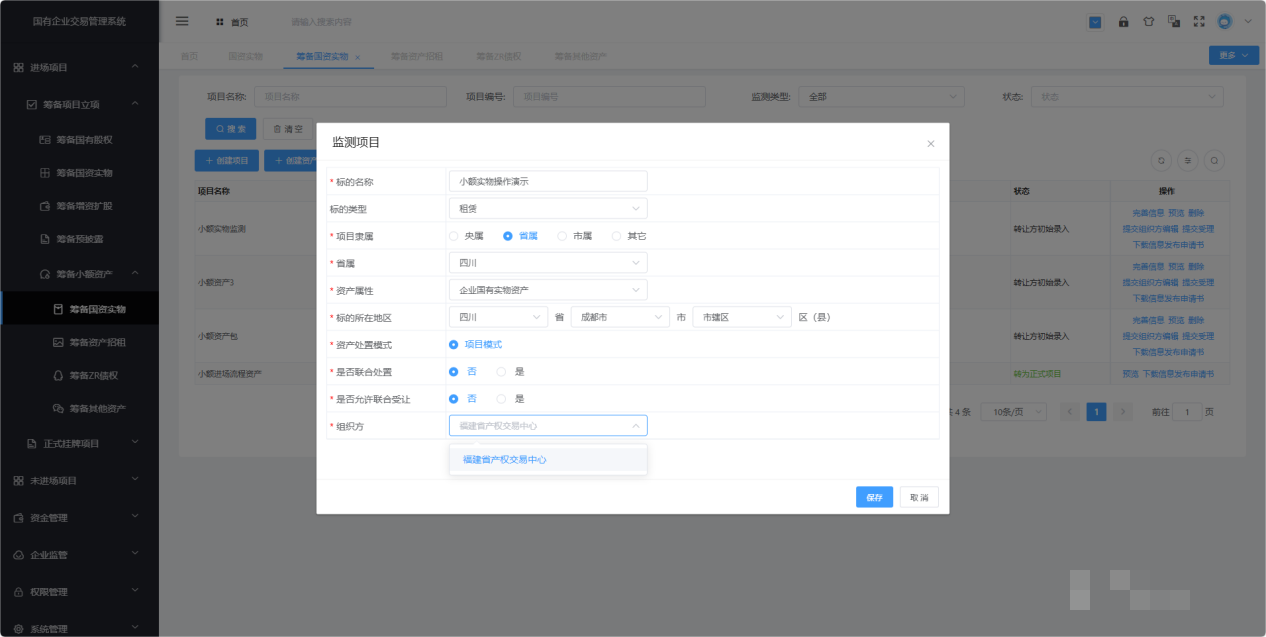 国有企业交易管理系统
首页
请输入搜索内容
首页 国资实物 筹备国资实物 × 筹备资产招租 筹备ZR债权 筹备其他资产 更多
进场项目
筹备项目立项
筹备国有股权
筹备国资实物
筹备增资扩股
筹备预披露
筹备小额资产
筹备国资实物
筹备资产招租
筹备ZR债权
筹备其他资产
正式挂牌项目
未进场项目
资金管理
企业监管
权限管理
系统管理
项目名称: 项目名称 项目编号: 项目编号 监测类型: 全部 状态: 状态
搜 索 清 空
+ 创建项目 + 创建资产
项目名称 状态 操作
小额实物监测 转让方初始录入
完善信息 预览 删除
提交组织方编辑 提交受理
下载信息发布申请书
小额资产3 转让方初始录入
完善信息 预览 删除
提交组织方编辑 提交受理
下载信息发布申请书
小额资产包 转让方初始录入
完善信息 预览 删除
提交组织方编辑 提交受理
下载信息发布申请书
小额进场流程资产 转为正式项目 预览 下载信息发布申请书
4 条 10条/页 1 前往 1 页
监测项目
* 标的名称 小额实物操作演示
标的类型 租赁
* 项目隶属 央属 省属 市属 其它
* 省属 四川
* 资产属性 企业国有实物资产
* 标的所在地区 四川 省 成都市 市 市辖区 区（县）
* 资产处置模式 项目模式
* 是否联合处置 否 是
* 是否允许联合受让 否 是
* 组织方 福建省产权交易中心
福建省产权交易中心
保存 取 消